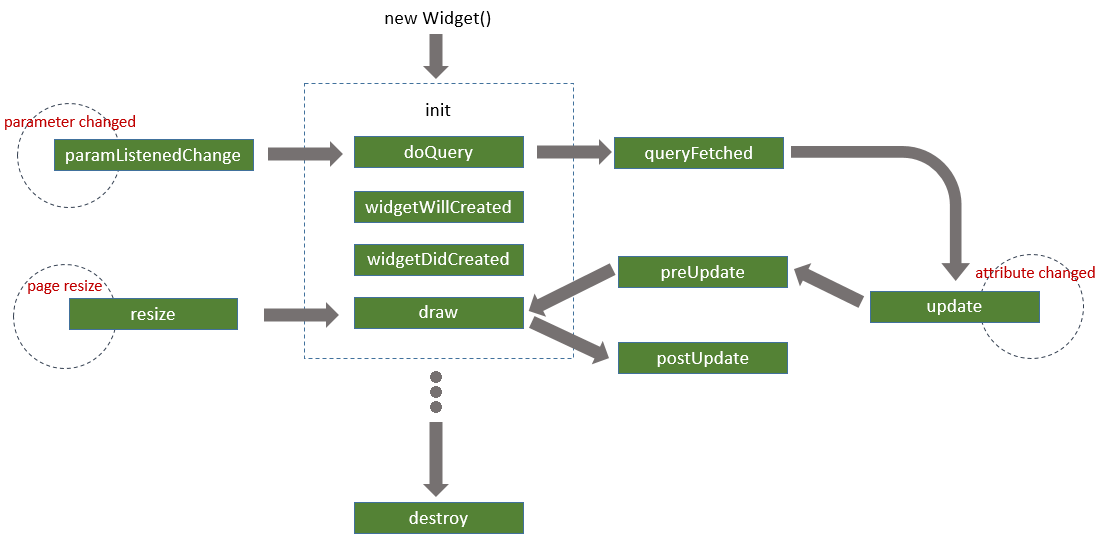 new Widget()
init
parameter changed
paramListenedChange
doQuery
queryFetched
widgetWillCreated
widgetDidCreated
preUpdate
attribute changed
page resize
resize
draw
update
postUpdate
destroy